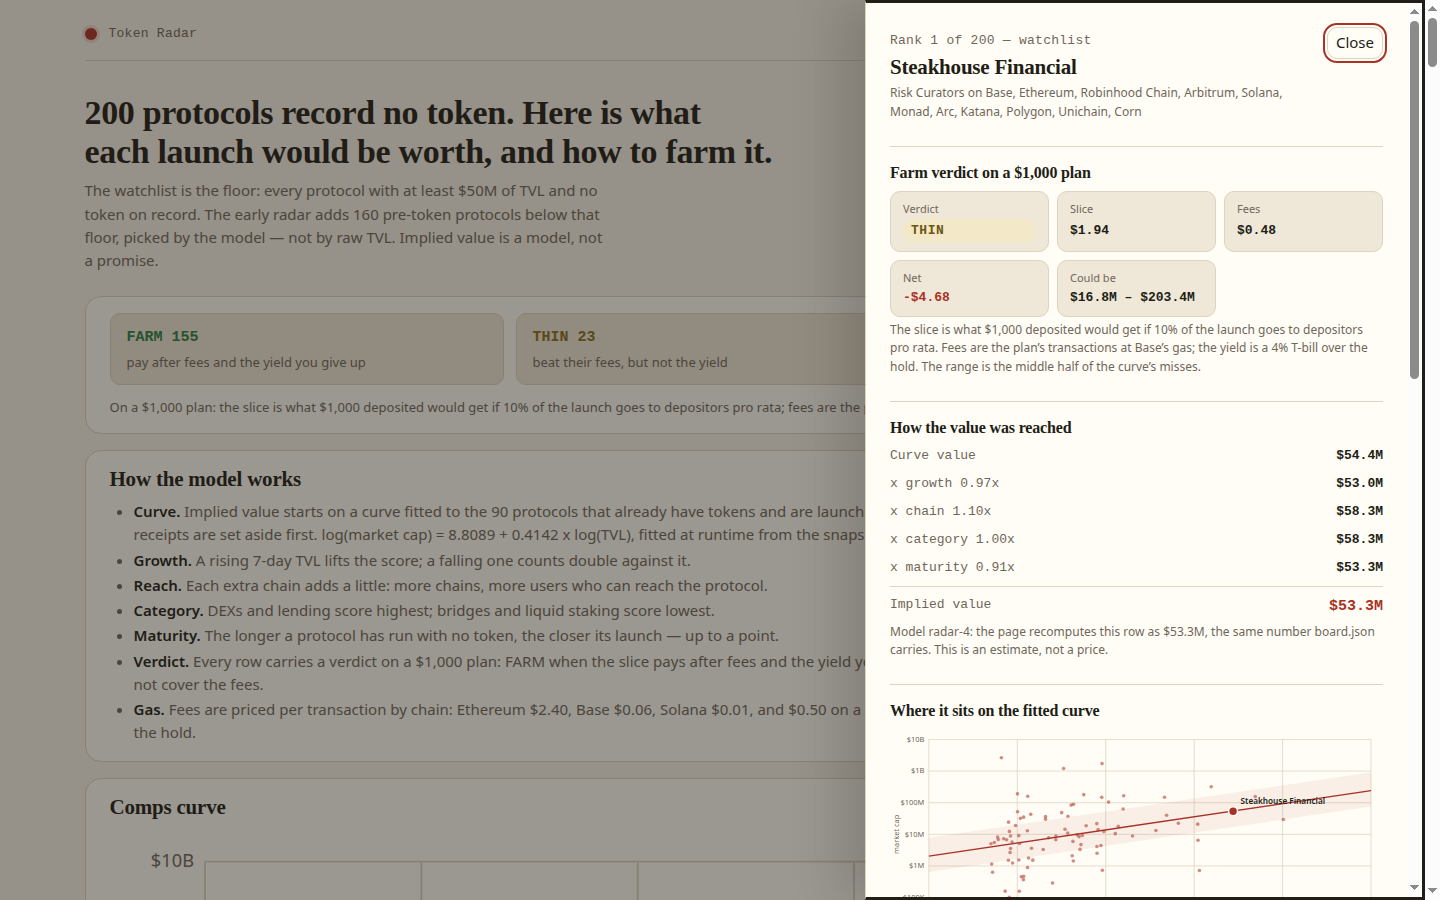 Token Radar
200 protocols record no token. Here is what
each launch would be worth, and how to farm it.
The watchlist is the floor: every protocol with at least $50M of TVL and no
token on record. The early radar adds 160 pre-token protocols below that
floor, picked by the model — not by raw TVL. Implied value is a model, not
a promise.
FARM 155
pay after fees and the yield you give up
THIN 23
beat their fees, but not the yield
On a $1,000 plan: the slice is what $1,000 deposited would get if 10% of the launch goes to depositors pro rata; fees are the
How the model works
• Curve. Implied value starts on a curve fitted to the 90 protocols that already have tokens and are launch
receipts are set aside first. log(market cap) = 8.8089 + 0.4142 x log(TVL), fitted at runtime from the snaps
• Growth. A rising 7-day TVL lifts the score; a falling one counts double against it.
• Reach. Each extra chain adds a little: more chains, more users who can reach the protocol.
• Category. DEXs and lending score highest; bridges and liquid staking score lowest.
• Maturity. The longer a protocol has run with no token, the closer its launch — up to a point.
• Verdict. Every row carries a verdict on a $1,000 plan: FARM when the slice pays after fees and the yield y
not cover the fees.
• Gas. Fees are priced per transaction by chain: Ethereum $2.40, Base $0.06, Solana $0.01, and $0.50 on a
the hold.
Comps curve
$10B
Rank 1 of 200 — watchlist
Close
Steakhouse Financial
Risk Curators on Base, Ethereum, Robinhood Chain, Arbitrum, Solana,
Monad, Arc, Katana, Polygon, Unichain, Corn
Farm verdict on a $1,000 plan
Verdict
THIN
Slice
$1.94
Fees
$0.48
Net
-$4.68
Could be
$16.8M – $203.4M
The slice is what $1,000 deposited would get if 10% of the launch goes to depositors
pro rata. Fees are the plan’s transactions at Base’s gas; the yield is a 4% T-bill over the
hold. The range is the middle half of the curve’s misses.
How the value was reached
Curve value $54.4M
x growth 0.97x $53.0M
x chain 1.10x $58.3M
x category 1.00x $58.3M
x maturity 0.91x $53.3M
Implied value $53.3M
Model radar-4: the page recomputes this row as $53.3M, the same number board.json
carries. This is an estimate, not a price.
Where it sits on the fitted curve
$10B
$1B
$100M
$10M
$1M
market cap
Steakhouse Financial